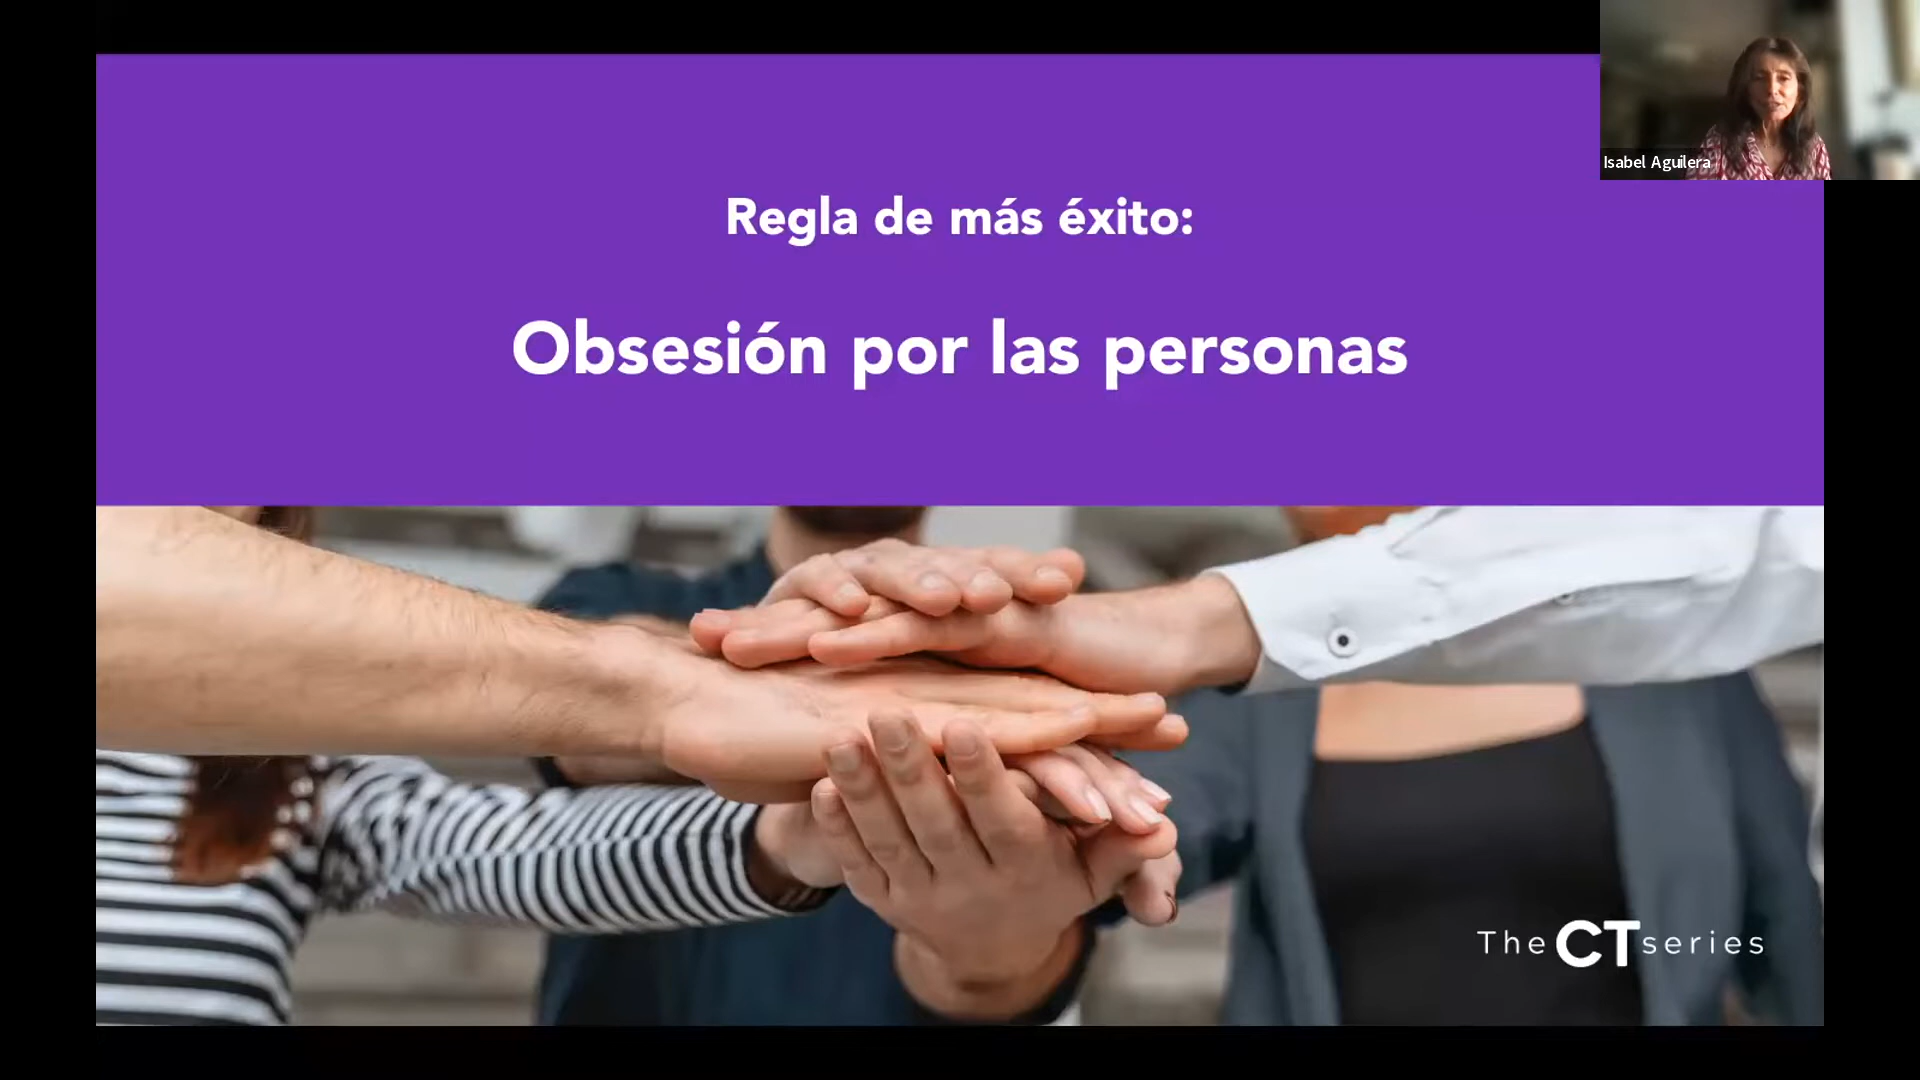 Isabel Aguilera
Regla de más éxito:
Obsesión por las personas
The CT series